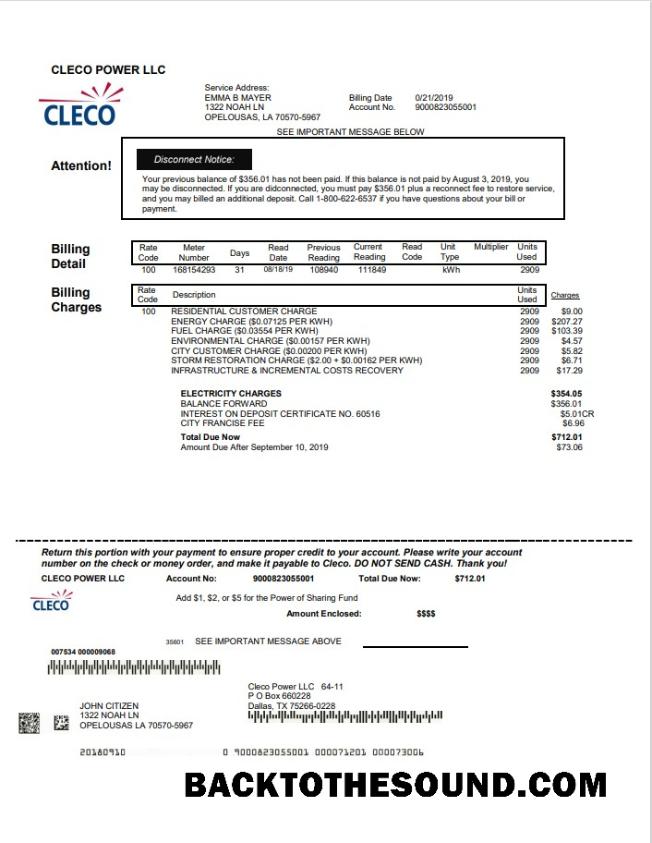 CLECO POWER LLC
CLECO
Service Address:
EMMA B MAYER
1322 NOAH LN
OPELOUSAS, LA 70570-5967
Billing Date 0/21/2019
Account No. 9000823055001
SEE IMPORTANT MESSAGE BELOW
Attention!
Disconnect Notice:
Your previous balance of $356.01 has not been paid. If this balance is not paid by August 3, 2019, you
may be disconnected. If you are didconnected, you must pay $356.01 plus a reconnect fee to restore service,
and you may billed an additional deposit. Call 1-800-622-6537 if you have questions about your bill or
payment.
Billing Detail
Rate Code Meter Number Days Read Date Previous Reading Current Reading Read Code Unit Type Multiplier Units Used
100 168154293 31 08/18/19 108940 111849 kWh 2909
Billing Charges
Rate Code Description Units Used Charges
100 RESIDENTIAL CUSTOMER CHARGE 2909 $9.00
ENERGY CHARGE ($0.07125 PER KWH) 2909 $207.27
FUEL CHARGE ($0.03554 PER KWH) 2909 $103.39
ENVIRONMENTAL CHARGE ($0.00157 PER KWH) 2909 $4.57
CITY CUSTOMER CHARGE ($0.00200 PER KWH) 2909 $5.82
STORM RESTORATION CHARGE ($2.00 + $0.00162 PER KWH) 2909 $6.71
INFRASTRUCTURE & INCREMENTAL COSTS RECOVERY 2909 $17.29
ELECTRICITY CHARGES $354.05
BALANCE FORWARD $356.01
INTEREST ON DEPOSIT CERTIFICATE NO. 60516 $5.01CR
CITY FRANCISE FEE $6.96
Total Due Now $712.01
Amount Due After September 10, 2019 $73.06
Return this portion with your payment to ensure proper credit to your account. Please write your account
number on the check or money order, and make it payable to Cleco. DO NOT SEND CASH. Thank you!
CLECO POWER LLC Account No: 9000823055001 Total Due Now: $712.01
CLECO
Add $1, $2, or $5 for the Power of Sharing Fund
Amount Enclosed: $$$$
35601 SEE IMPORTANT MESSAGE ABOVE
007534 000009068
Cleco Power LLC 64-11
P O Box 660228
Dallas, TX 75266-0228
JOHN CITIZEN
1322 NOAH LN
OPELOUSAS LA 70570-5967
20180910 0 9000823055001 000071201 000073006
BACKTOTHESOUND.COM